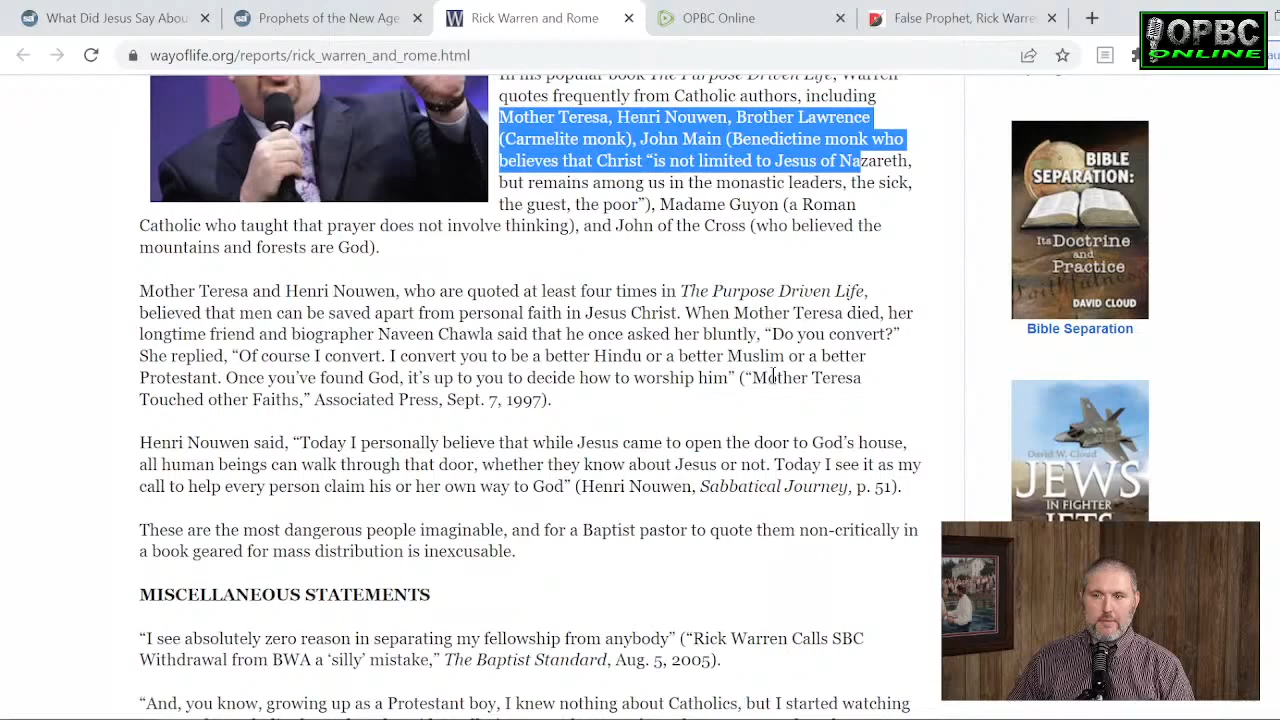 What Did Jesus Say Abou
Prophets of the New Age
Rick Warren and Rome
OPBC Online
False Prophet, Rick Warre
OPBC
ONLINE
wayoflife.org/reports/rick_warren_and_rome.html
In his popular book The Purpose Driven Life, Warren
quotes frequently from Catholic authors, including
Mother Teresa, Henri Nouwen, Brother Lawrence
(Carmelite monk), John Main (Benedictine monk who
believes that Christ “is not limited to Jesus of Nazareth,
but remains among us in the monastic leaders, the sick,
the guest, the poor”), Madame Guyon (a Roman
Catholic who taught that prayer does not involve thinking), and John of the Cross (who believed the
mountains and forests are God).
Mother Teresa and Henri Nouwen, who are quoted at least four times in The Purpose Driven Life,
believed that men can be saved apart from personal faith in Jesus Christ. When Mother Teresa died, her
longtime friend and biographer Naveen Chawla said that he once asked her bluntly, “Do you convert?”
She replied, “Of course I convert. I convert you to be a better Hindu or a better Muslim or a better
Protestant. Once you’ve found God, it’s up to you to decide how to worship him” (“Mother Teresa
Touched other Faiths,” Associated Press, Sept. 7, 1997).
Henri Nouwen said, “Today I personally believe that while Jesus came to open the door to God’s house,
all human beings can walk through that door, whether they know about Jesus or not. Today I see it as my
call to help every person claim his or her own way to God” (Henri Nouwen, Sabbatical Journey, p. 51).
These are the most dangerous people imaginable, and for a Baptist pastor to quote them non-critically in
a book geared for mass distribution is inexcusable.
MISCELLANEOUS STATEMENTS
“I see absolutely zero reason in separating my fellowship from anybody” (“Rick Warren Calls SBC
Withdrawal from BWA a ‘silly’ mistake,” The Baptist Standard, Aug. 5, 2005).
“And, you know, growing up as a Protestant boy, I knew nothing about Catholics, but I started watching
BIBLE
SEPARATION:
Its Doctrine
and
Practice
DAVID CLOUD
Bible Separation
David W. Cloud
JEWS
IN FIGHTER
JETS